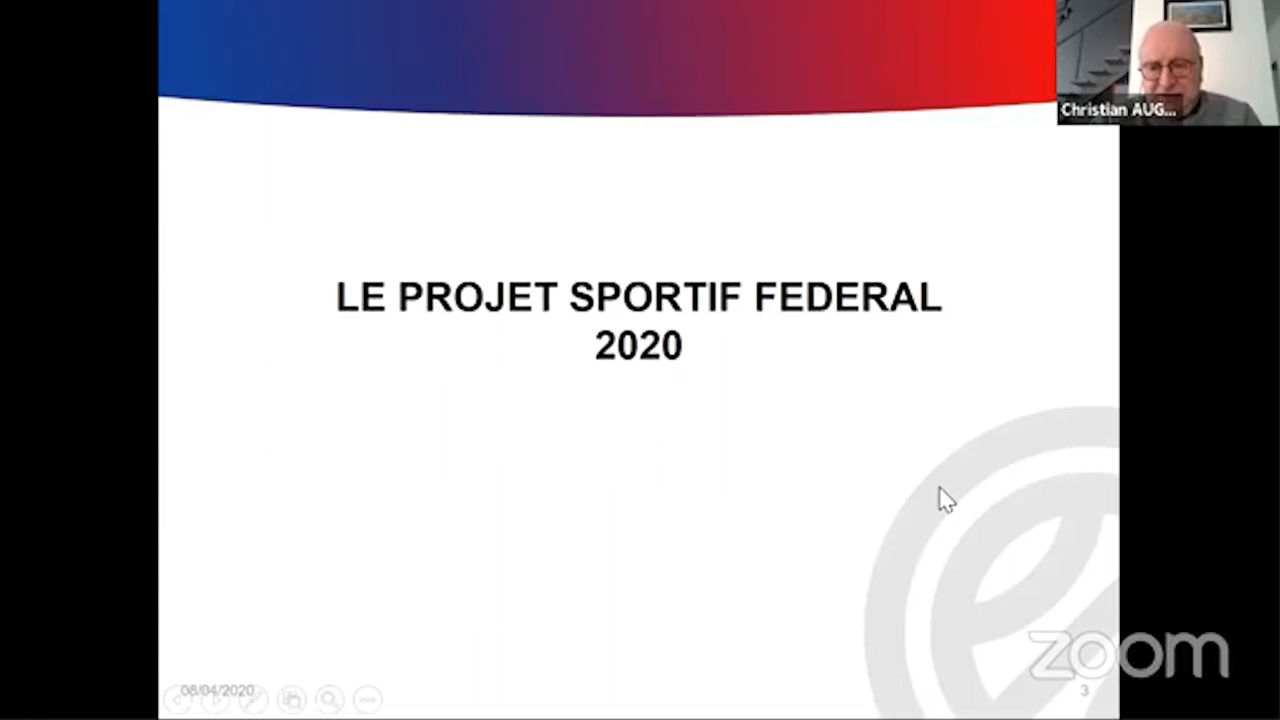 Christian AUG...
LE PROJET SPORTIF FEDERAL
2020
zoom
08/04/2020
3